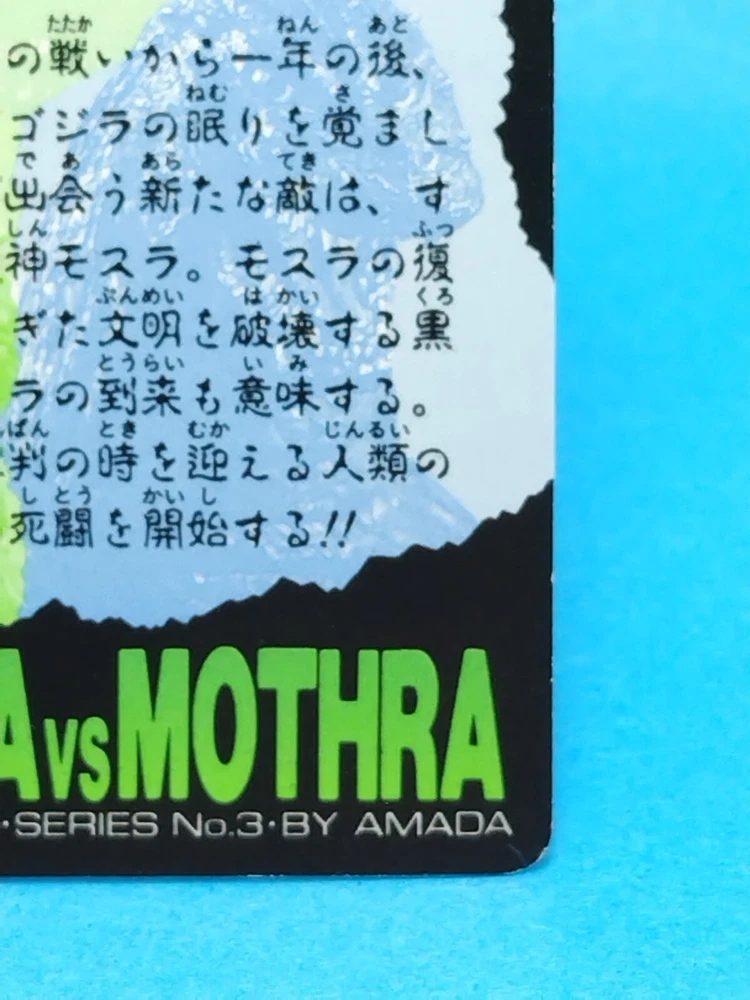 の戦いから一年の後、
ゴジラの眠りを覚まし
出会う新たな敵は、す
神モスラ。モスラの復
ぎた文明を破壊する黒
ラの到来も意味する。
判の時を迎える人類の
死闘を開始する!!
A VS MOTHRA
・SERIES No.3・BY AMADA